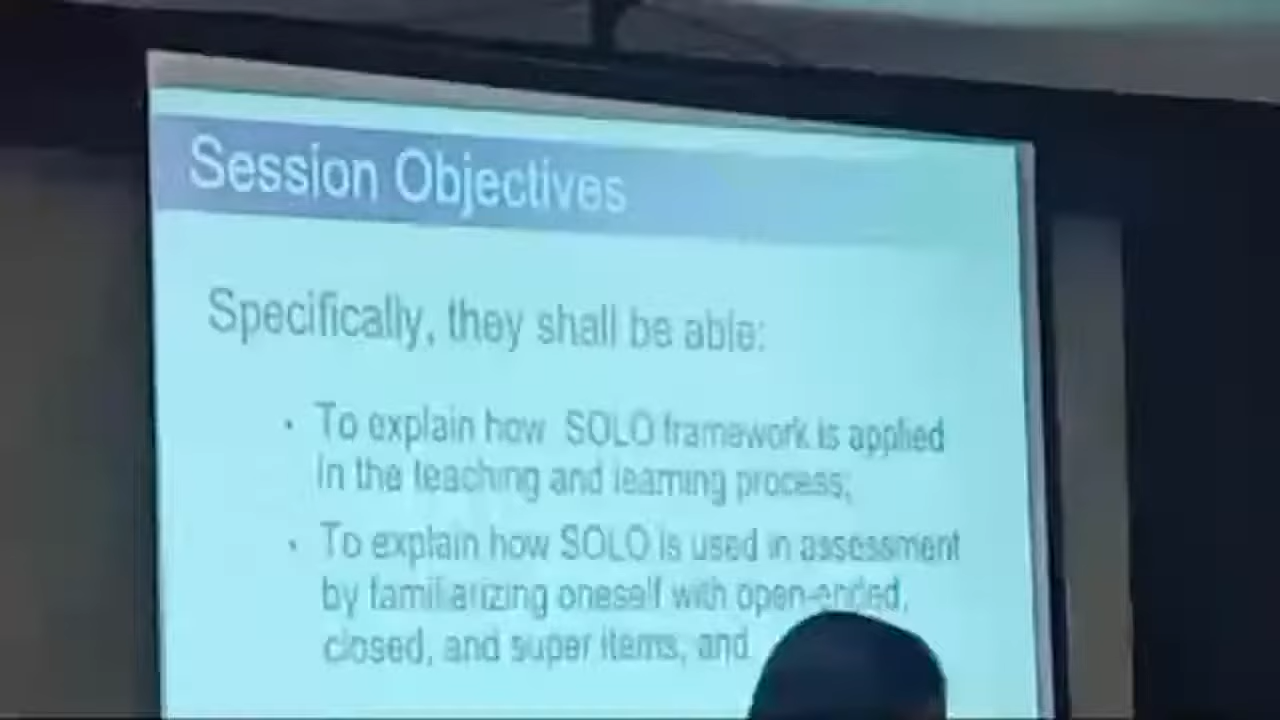 Session Objectives
Specifically, they shall be able:
· To explain how SOLO framework is applied
in the teaching and learning process;
· To explain how SOLO is used in assessment
by familiarizing oneself with open-ended,
closed, and super items; and